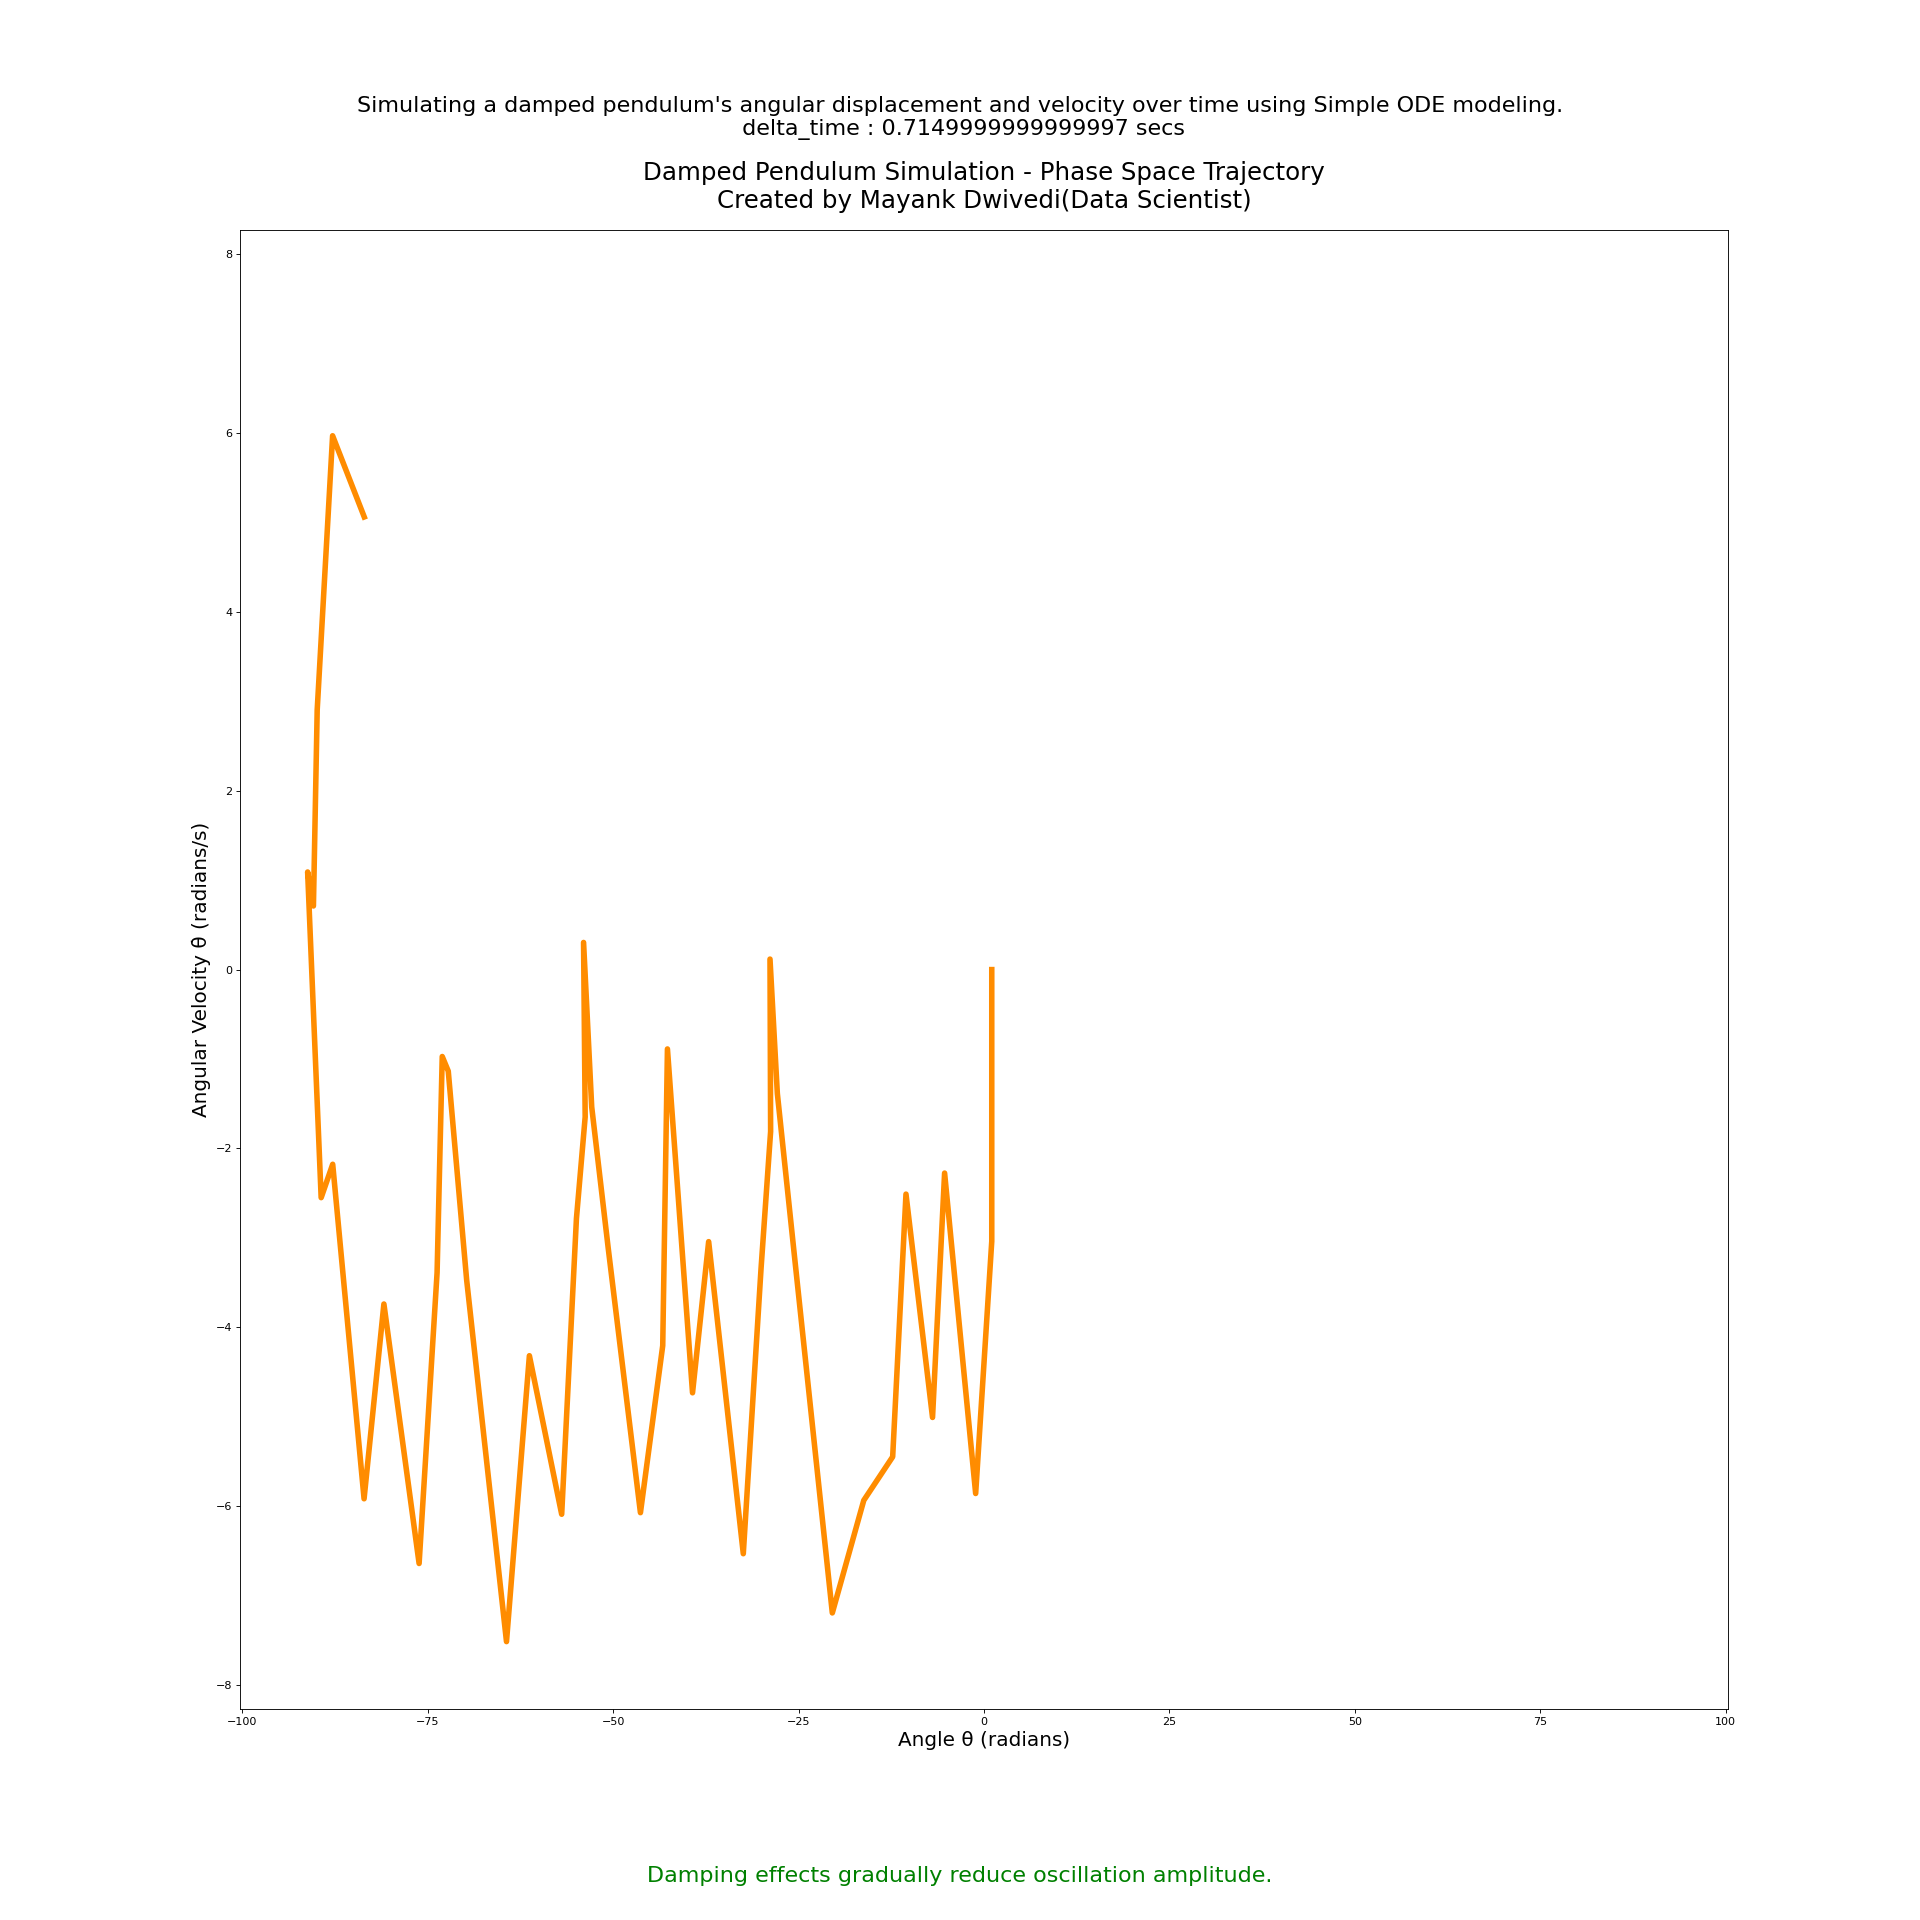 Simulating a damped pendulum's angular displacement and velocity over time using Simple ODE modeling.
delta_time : 0.7149999999999997 secs
Damped Pendulum Simulation - Phase Space Trajectory
Created by Mayank Dwivedi(Data Scientist)
8
6
4
2
0
−2
−4
−6
−8
Angular Velocity θ (radians/s)
−100 −75 −50 −25 0 25 50 75 100
Angle θ (radians)
Damping effects gradually reduce oscillation amplitude.